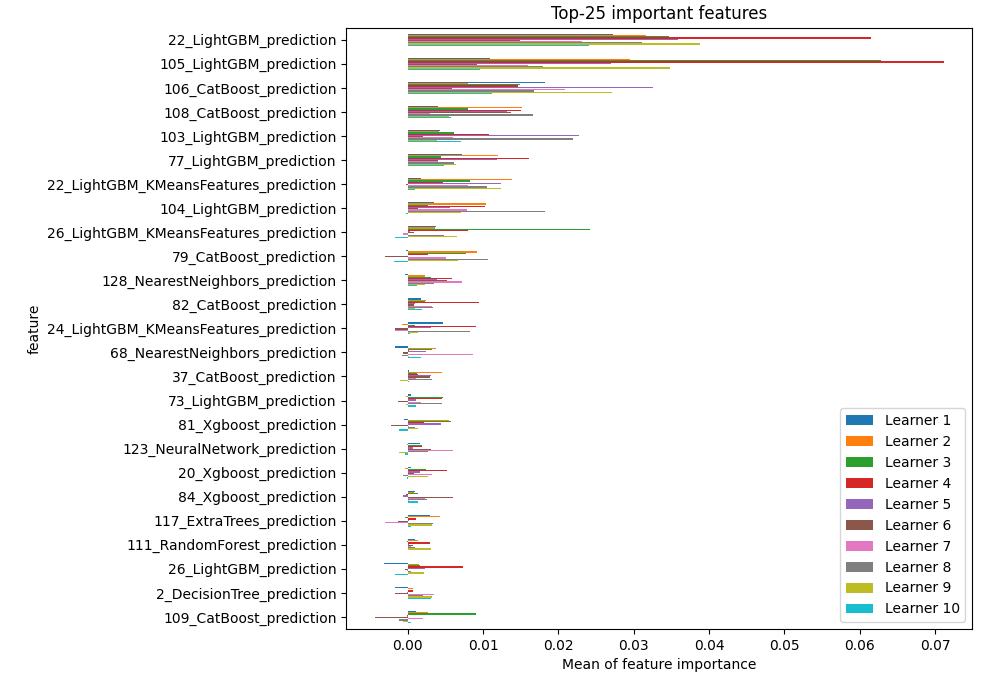 Top-25 important features
22_LightGBM_prediction
105_LightGBM_prediction
106_CatBoost_prediction
108_CatBoost_prediction
103_LightGBM_prediction
77_LightGBM_prediction
22_LightGBM_KMeansFeatures_prediction
104_LightGBM_prediction
26_LightGBM_KMeansFeatures_prediction
79_CatBoost_prediction
128_NearestNeighbors_prediction
82_CatBoost_prediction
24_LightGBM_KMeansFeatures_prediction
68_NearestNeighbors_prediction
37_CatBoost_prediction
73_LightGBM_prediction
81_Xgboost_prediction
123_NeuralNetwork_prediction
20_Xgboost_prediction
84_Xgboost_prediction
117_ExtraTrees_prediction
111_RandomForest_prediction
26_LightGBM_prediction
2_DecisionTree_prediction
109_CatBoost_prediction
feature
Learner 1
Learner 2
Learner 3
Learner 4
Learner 5
Learner 6
Learner 7
Learner 8
Learner 9
Learner 10
0.00 0.01 0.02 0.03 0.04 0.05 0.06 0.07
Mean of feature importance